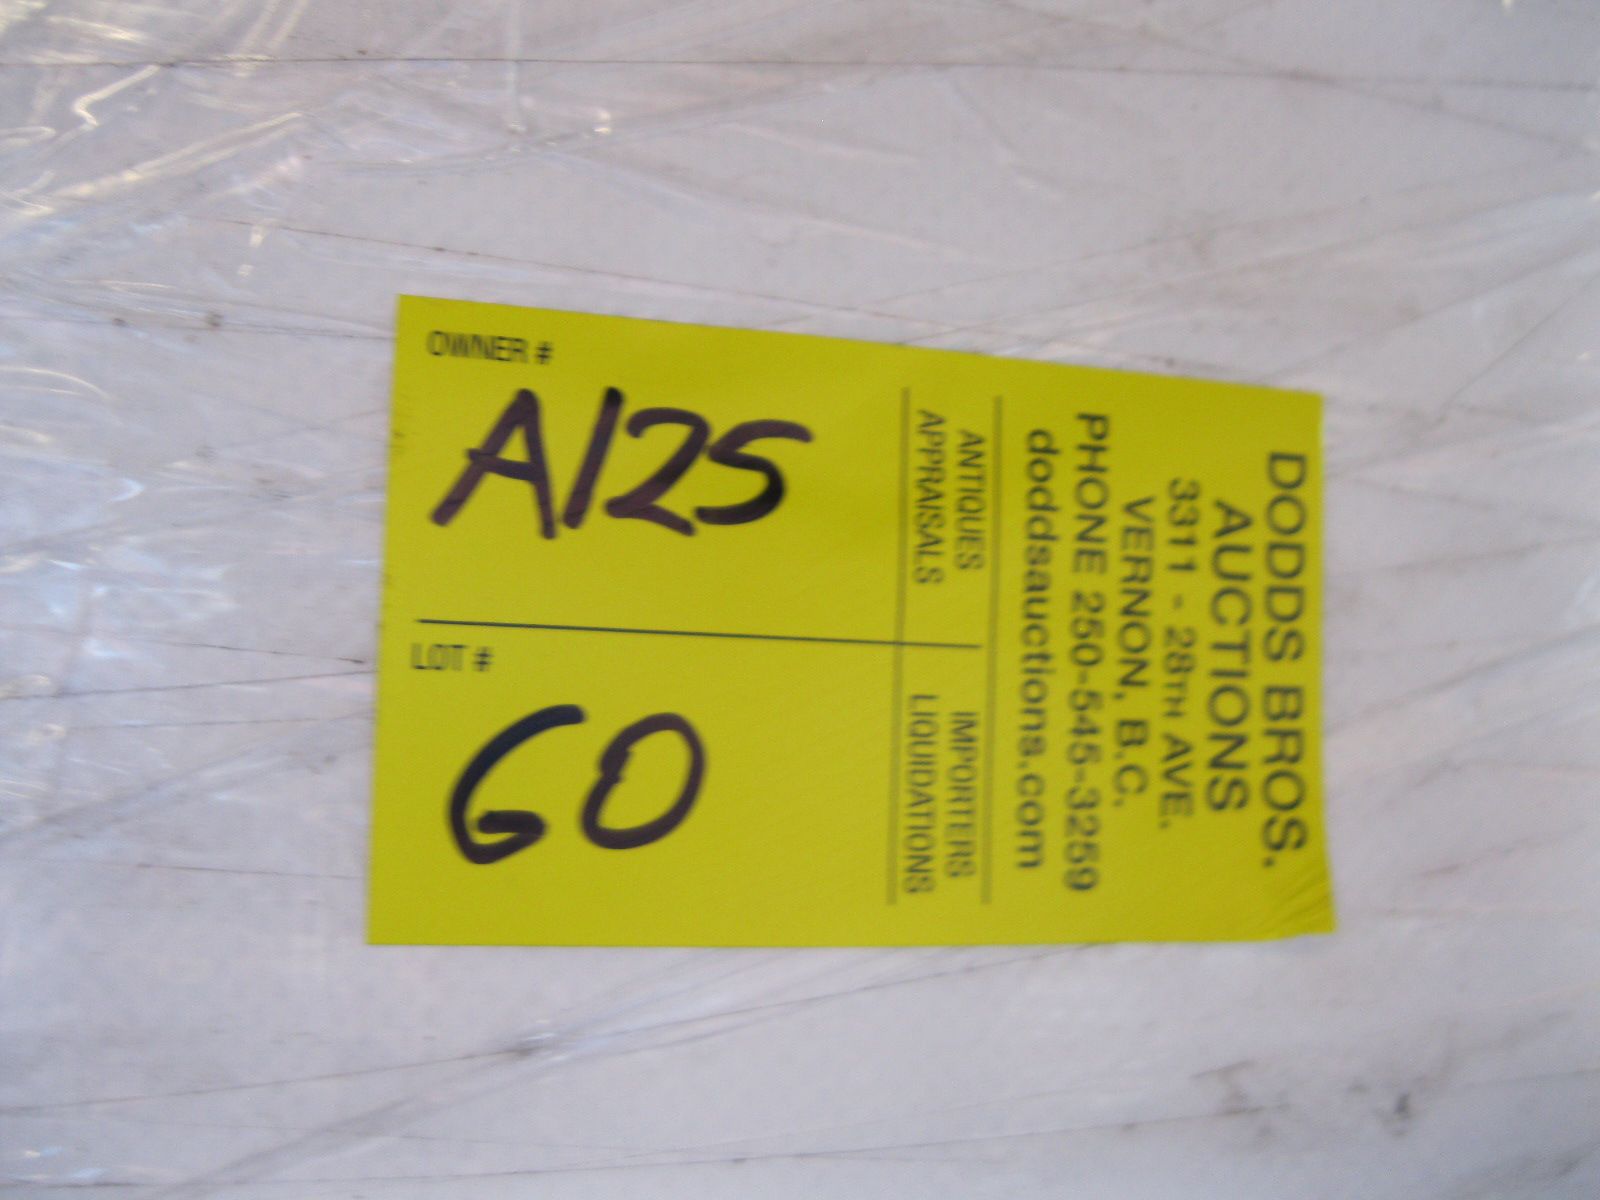 DODDS BROS.
AUCTIONS
3311 - 28TH AVE.
VERNON, B.C.
PHONE 250-545-3259
doddsauctions.com
ANTIQUES
APPRAISALS
IMPORTERS
LIQUIDATIONS
OWNER #
A125
LOT #
60